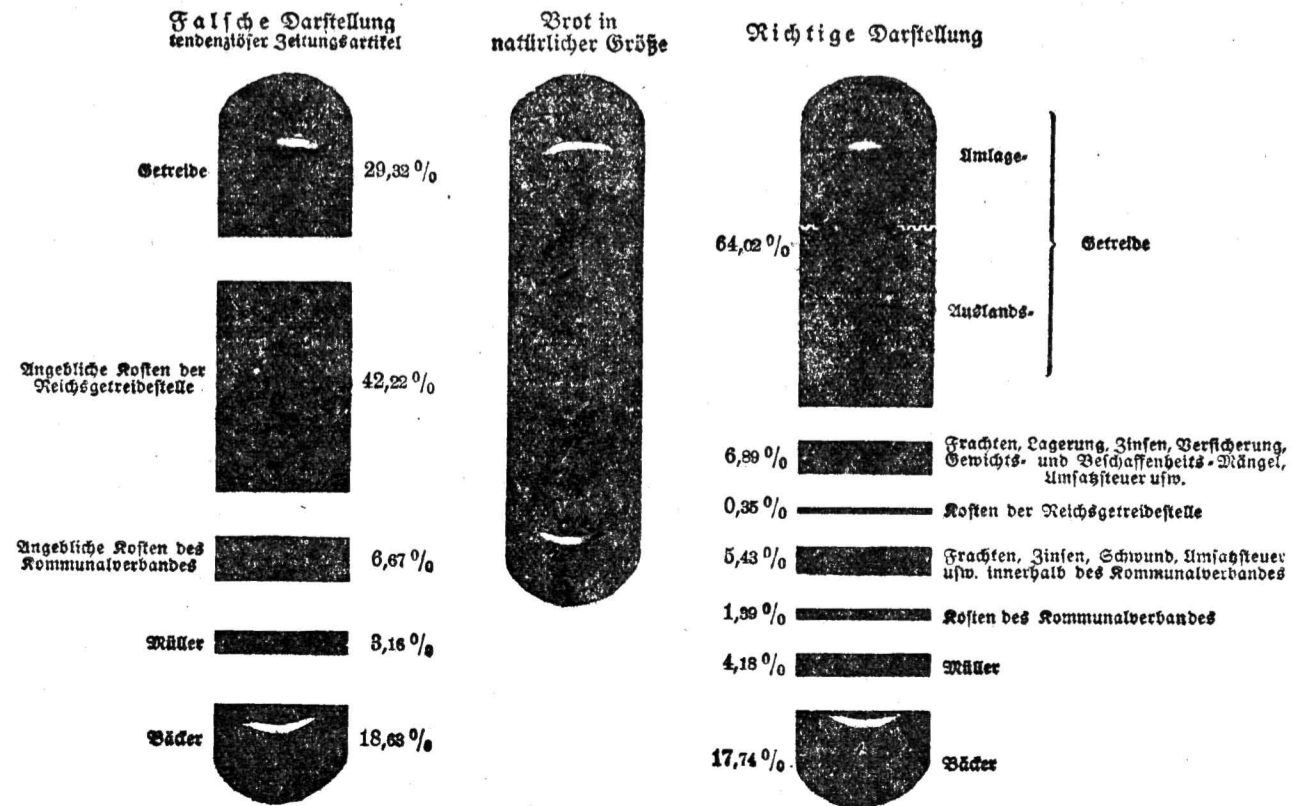 Falsche Darstellung
tendenziöser Zeitungsartikel
Getreide
29,32 %
Angebliche Kosten der
Reichsgetreidestelle
42,22 %
Angebliche Kosten des
Kommunalverbandes
6,67 %
Müller
3,16 %
Bäcker
18,63 %
Brot in
natürlicher Größe
Richtige Darstellung
64,02 %
Umlage-
Auslands-
Getreide
6,89 %
Frachten, Lagerung, Zinsen, Versicherung,
Gewichts- und Beschaffenheits-Mängel,
Umsatzsteuer usw.
0,35 %
Kosten der Reichsgetreidestelle
5,43 %
Frachten, Zinsen, Schwund, Umsatzsteuer
usw. innerhalb des Kommunalverbandes
1,39 %
Kosten des Kommunalverbandes
4,18 %
Müller
17,74 %
Bäcker